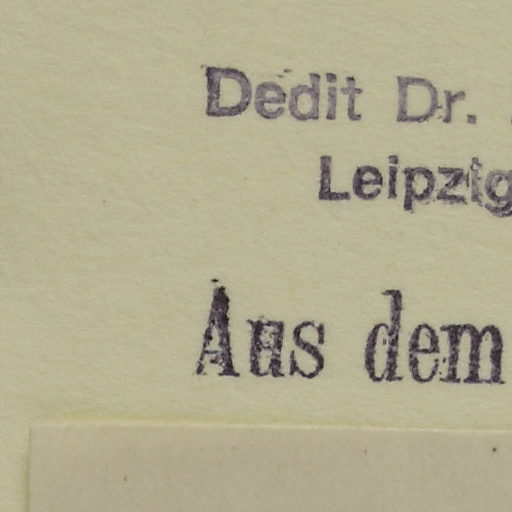 Dedit Dr.
Leipzig
Aus dem